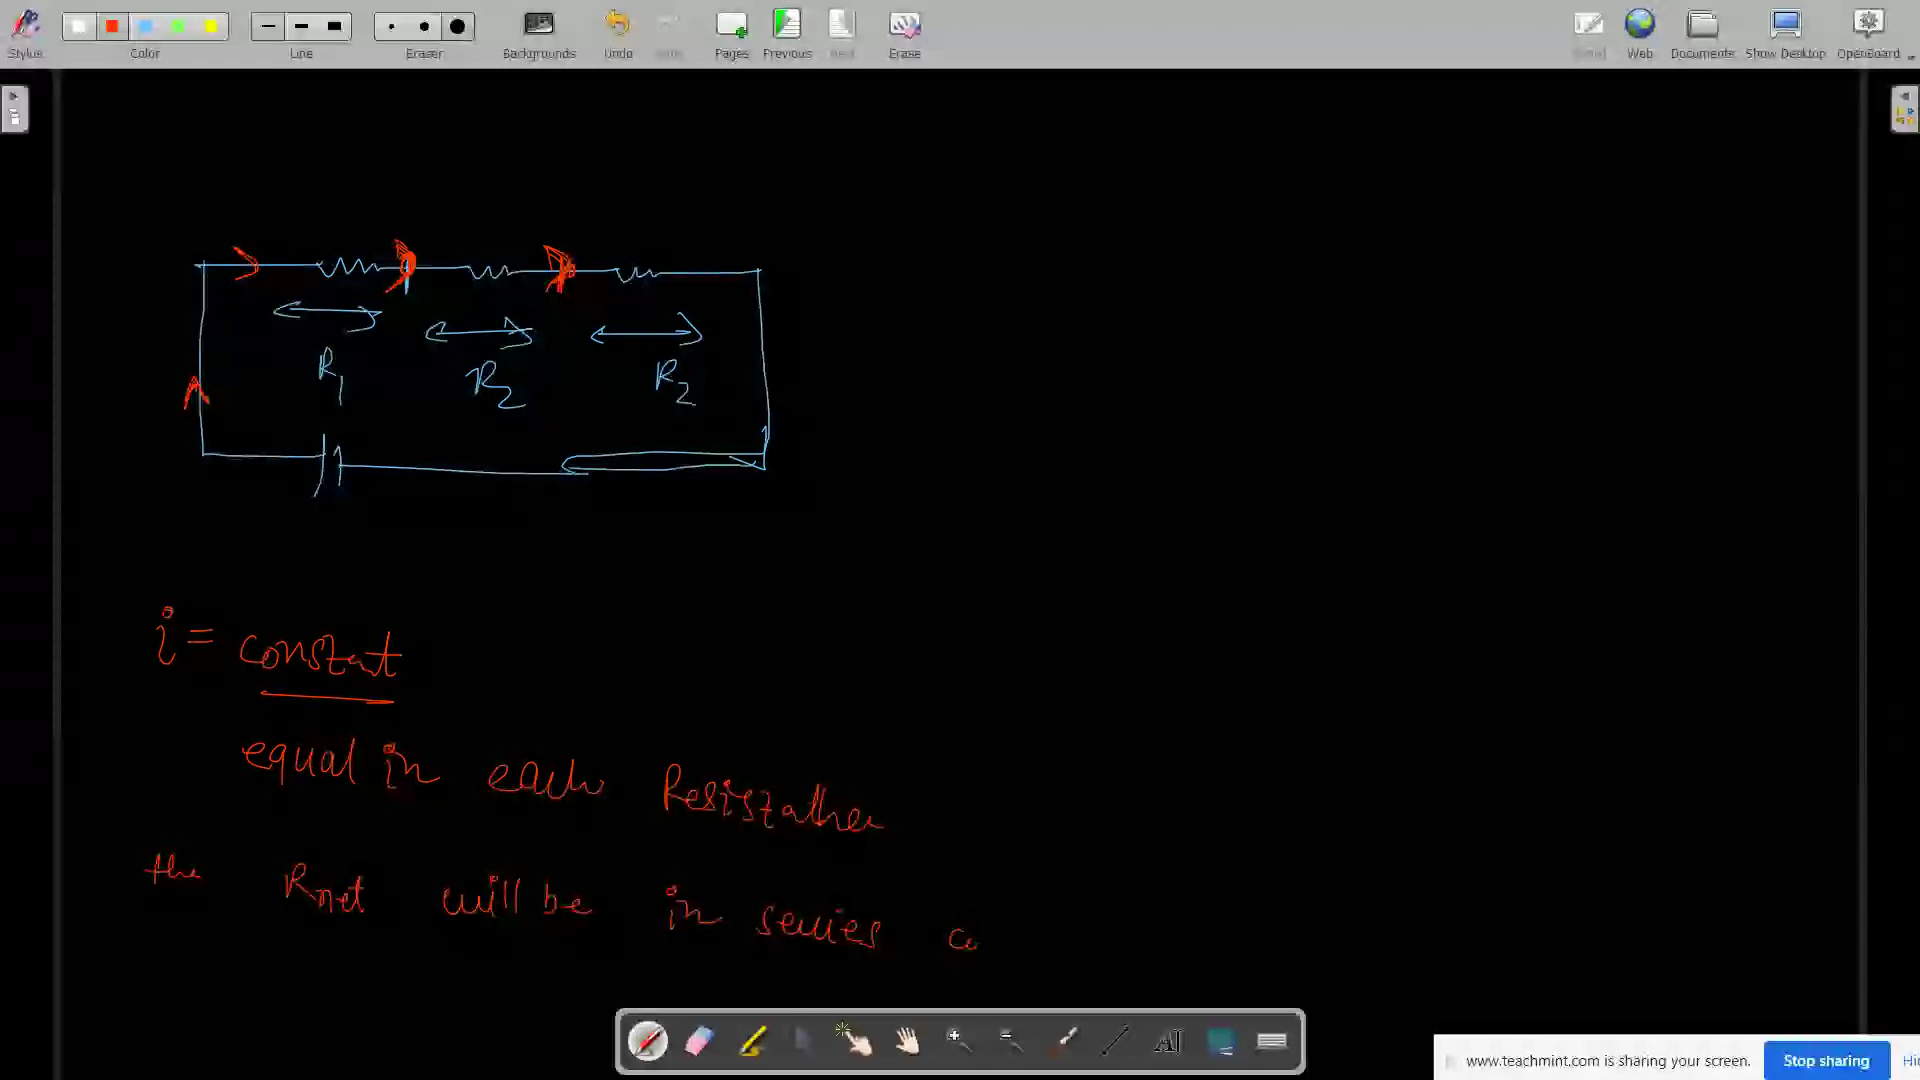 Stylus
Color
Line
Eraser
Backgrounds
Undo
Pages
Previous
Erase
Web
Documents
Show Desktop
OpenBoard
R1
R2
R2
i = constant
equal in each
the Rnet will be in series
www.teachmint.com is sharing your screen.
Stop sharing